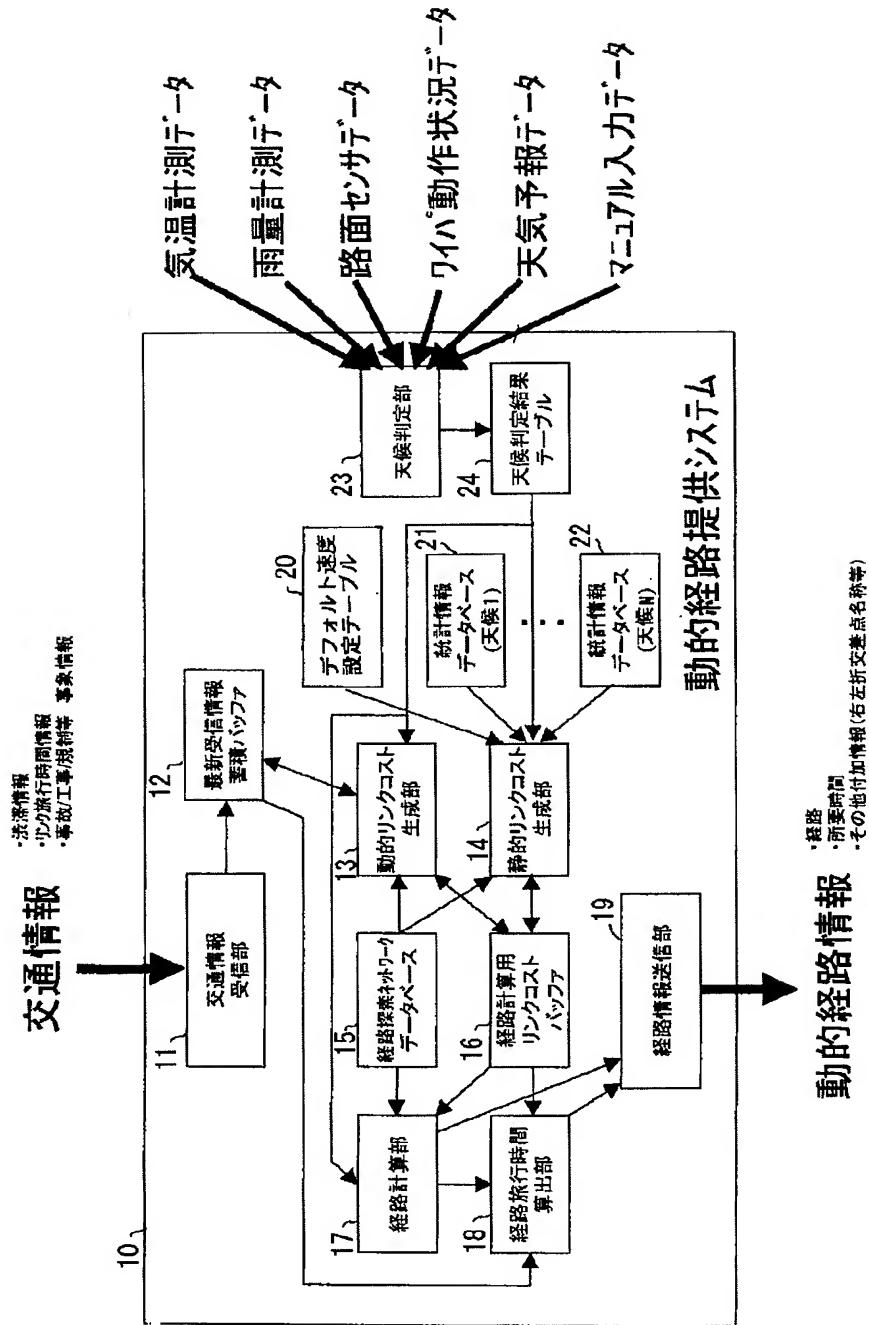 交通情報
・渋滞情報
・リンク旅行時間情報
・事故/工事/規制等 事象情報
10
11
交通情報
受信部
12
最新受信情報
蓄積バッファ
13
動的リンクコスト
生成部
14
静的リンクコスト
生成部
15
経路探索ネットワーク
データベース
16
経路計算用
リンクコスト
バッファ
17
経路計算部
18
経路旅行時間
算出部
19
経路情報送信部
20
デフォルト速度
設定テーブル
21
統計情報
データベース
(天候1)
・・・
22
統計情報
データベース
(天候N)
23
天候判定部
24
天候判定結果
テーブル
動的経路提供システム
気温計測データ
雨量計測データ
路面センサデータ
ワイパ動作状況データ
天気予報データ
マニュアル入力データ
動的経路情報
・経路
・所要時間
・その他付加情報(右左折交差点名称等)